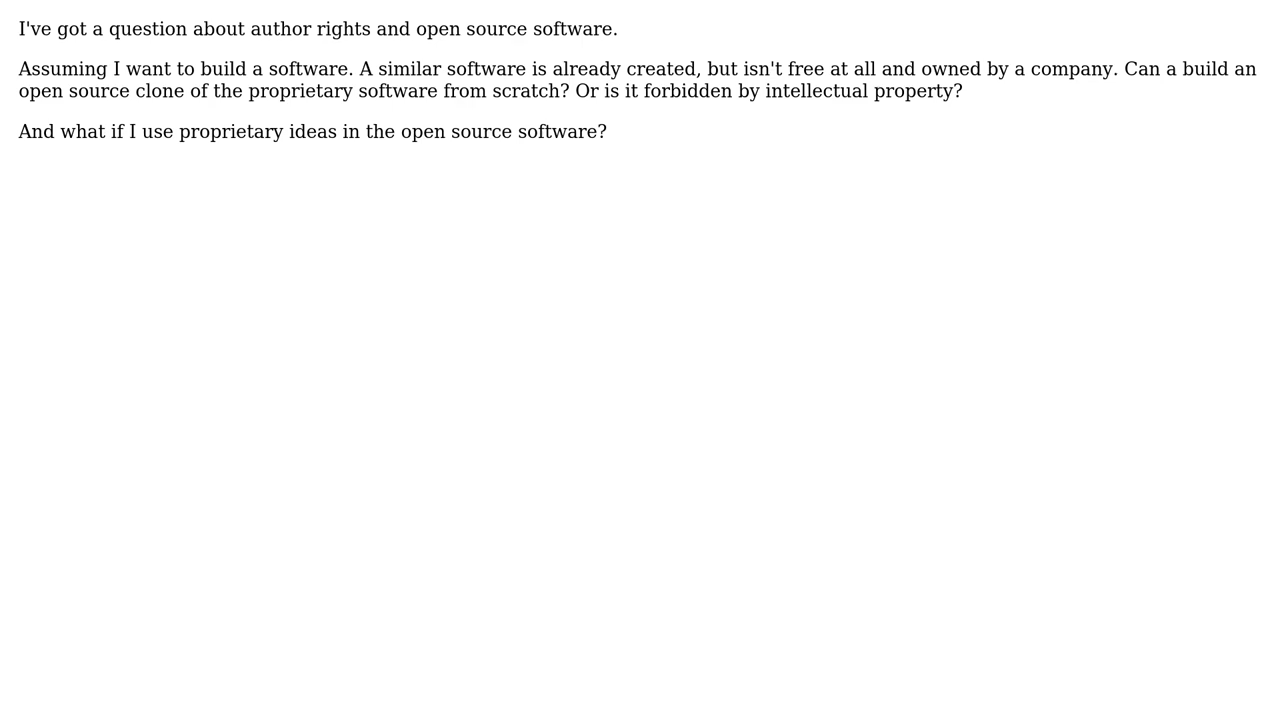 I've got a question about author rights and open source software.
Assuming I want to build a software. A similar software is already created, but isn't free at all and owned by a company. Can a build an
open source clone of the proprietary software from scratch? Or is it forbidden by intellectual property?
And what if I use proprietary ideas in the open source software?